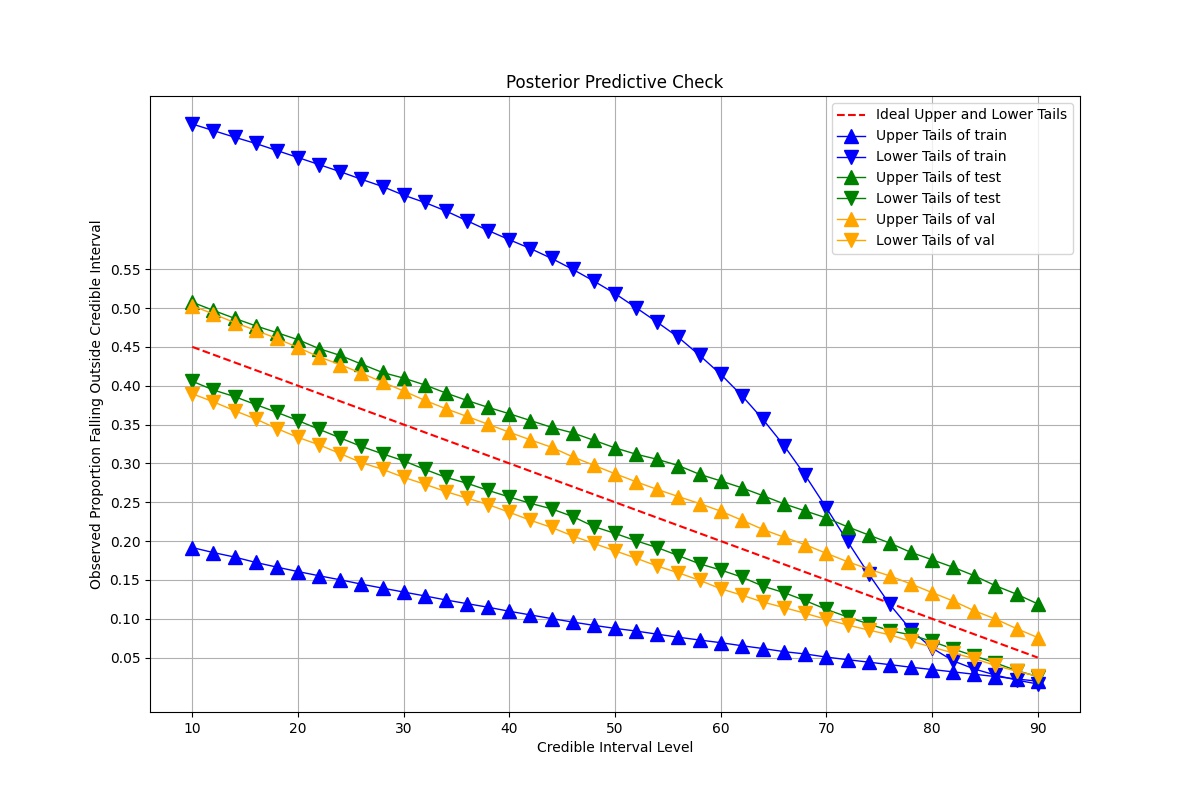 Posterior Predictive Check
Ideal Upper and Lower Tails
Upper Tails of train
Lower Tails of train
Upper Tails of test
Lower Tails of test
Upper Tails of val
Lower Tails of val
Observed Proportion Falling Outside Credible Interval
0.55
0.50
0.45
0.40
0.35
0.30
0.25
0.20
0.15
0.10
0.05
10 20 30 40 50 60 70 80 90
Credible Interval Level